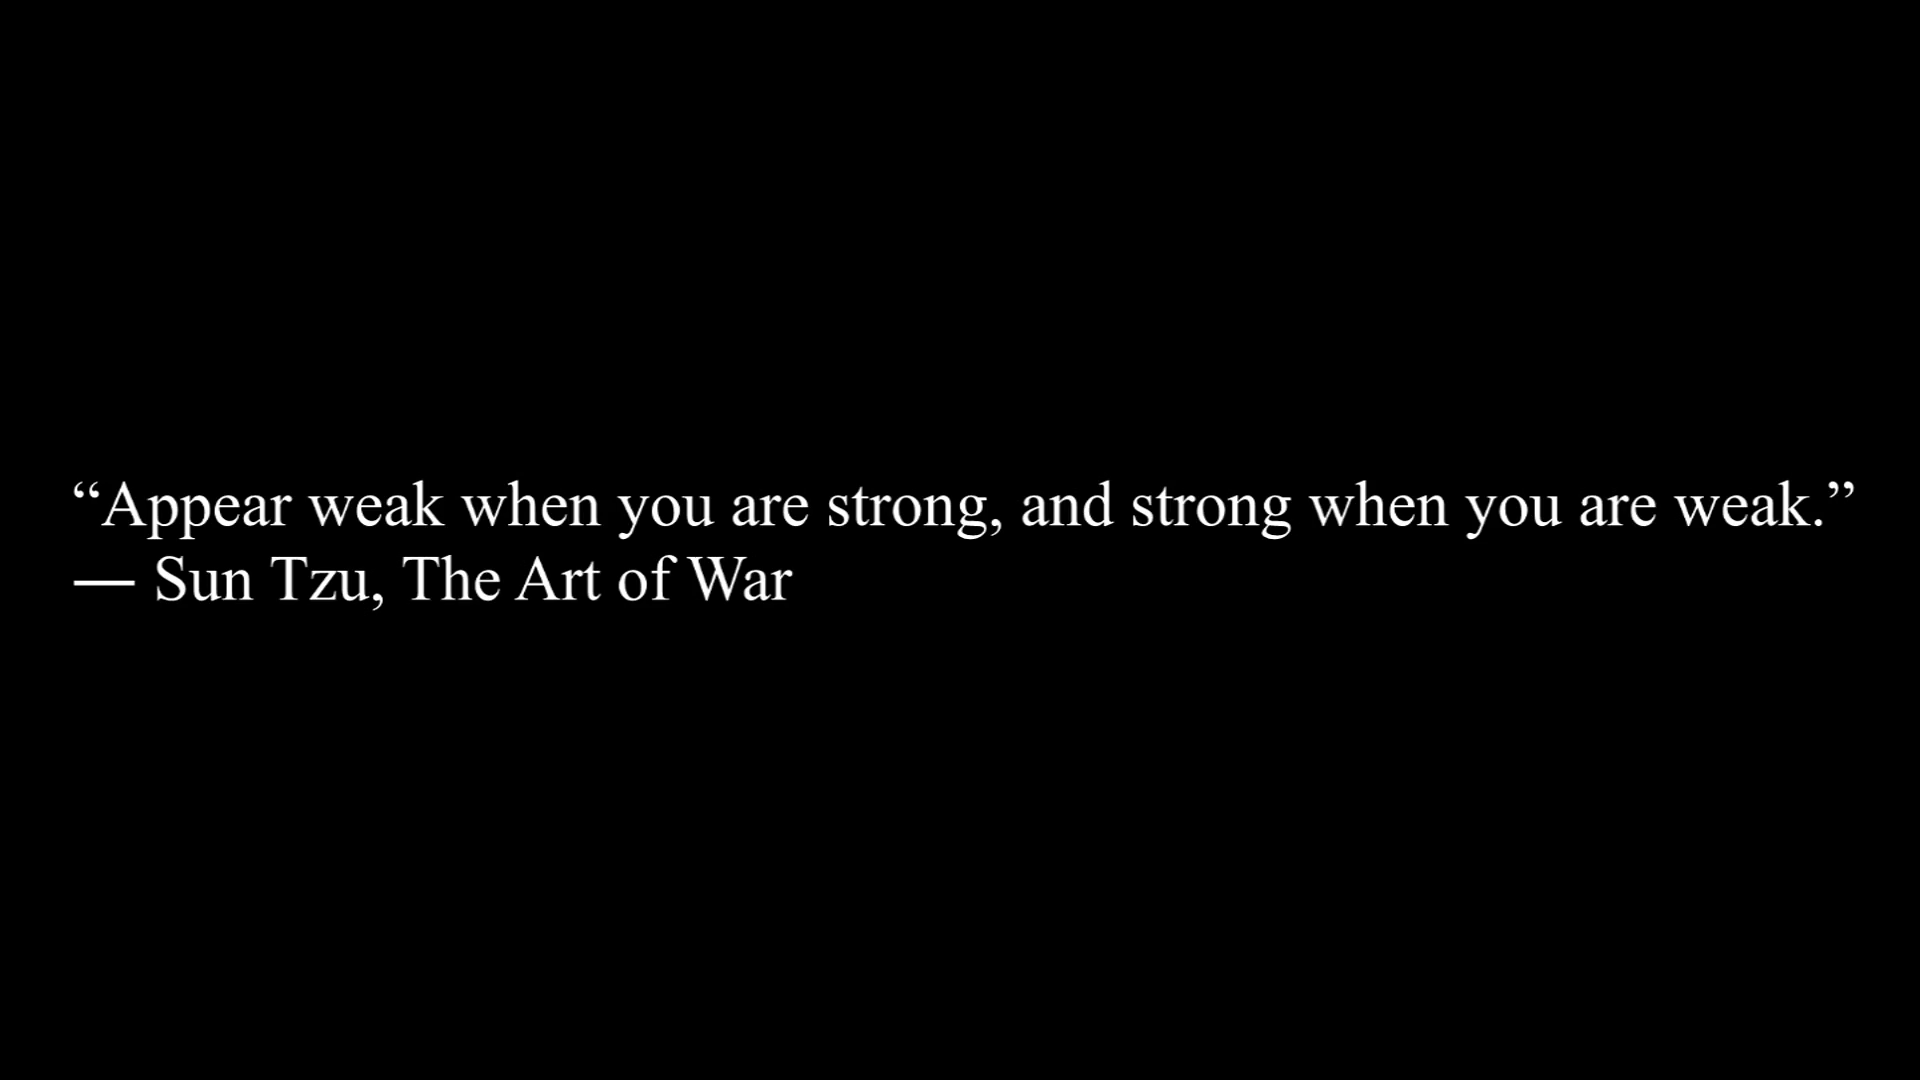 “Appear weak when you are strong, and strong when you are weak.”
― Sun Tzu, The Art of War